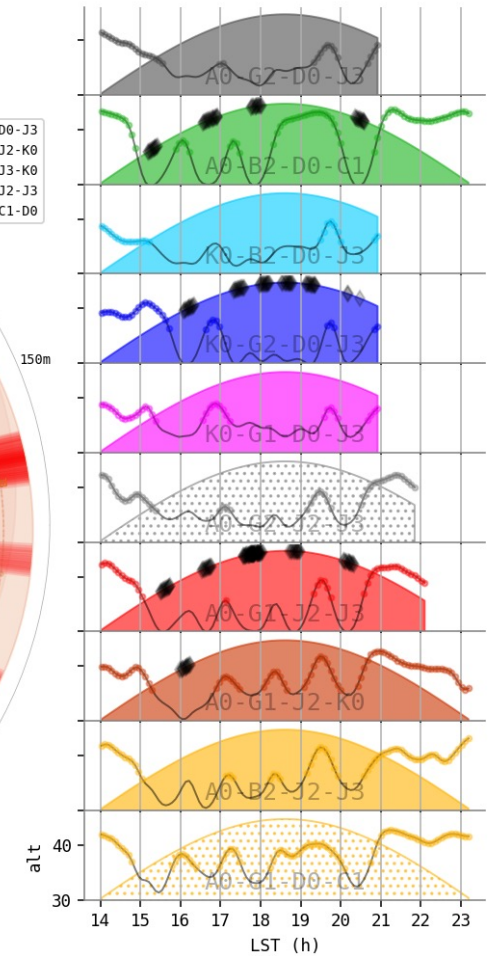 A0-G2-D0-J3
D0-J3
J2-K0
J3-K0
J2-J3
C1-D0
A0-B2-D0-C1
K0-B2-D0-J3
150m
K0-G2-D0-J3
K0-G1-D0-J3
A0-G2-J2-J3
A0-G1-J2-J3
A0-G1-J2-K0
A0-B2-J2-J3
40
alt
A0-G1-D0-C1
30
14 15 16 17 18 19 20 21 22 23
LST (h)